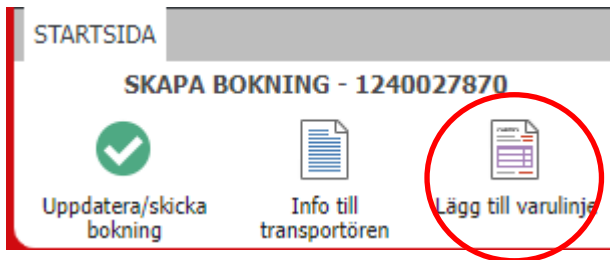 STARTSIDA
SKAPA BOKNING - 1240027870
Uppdatera/skicka
bokning
Info till
transportören
Lägg till varulinje